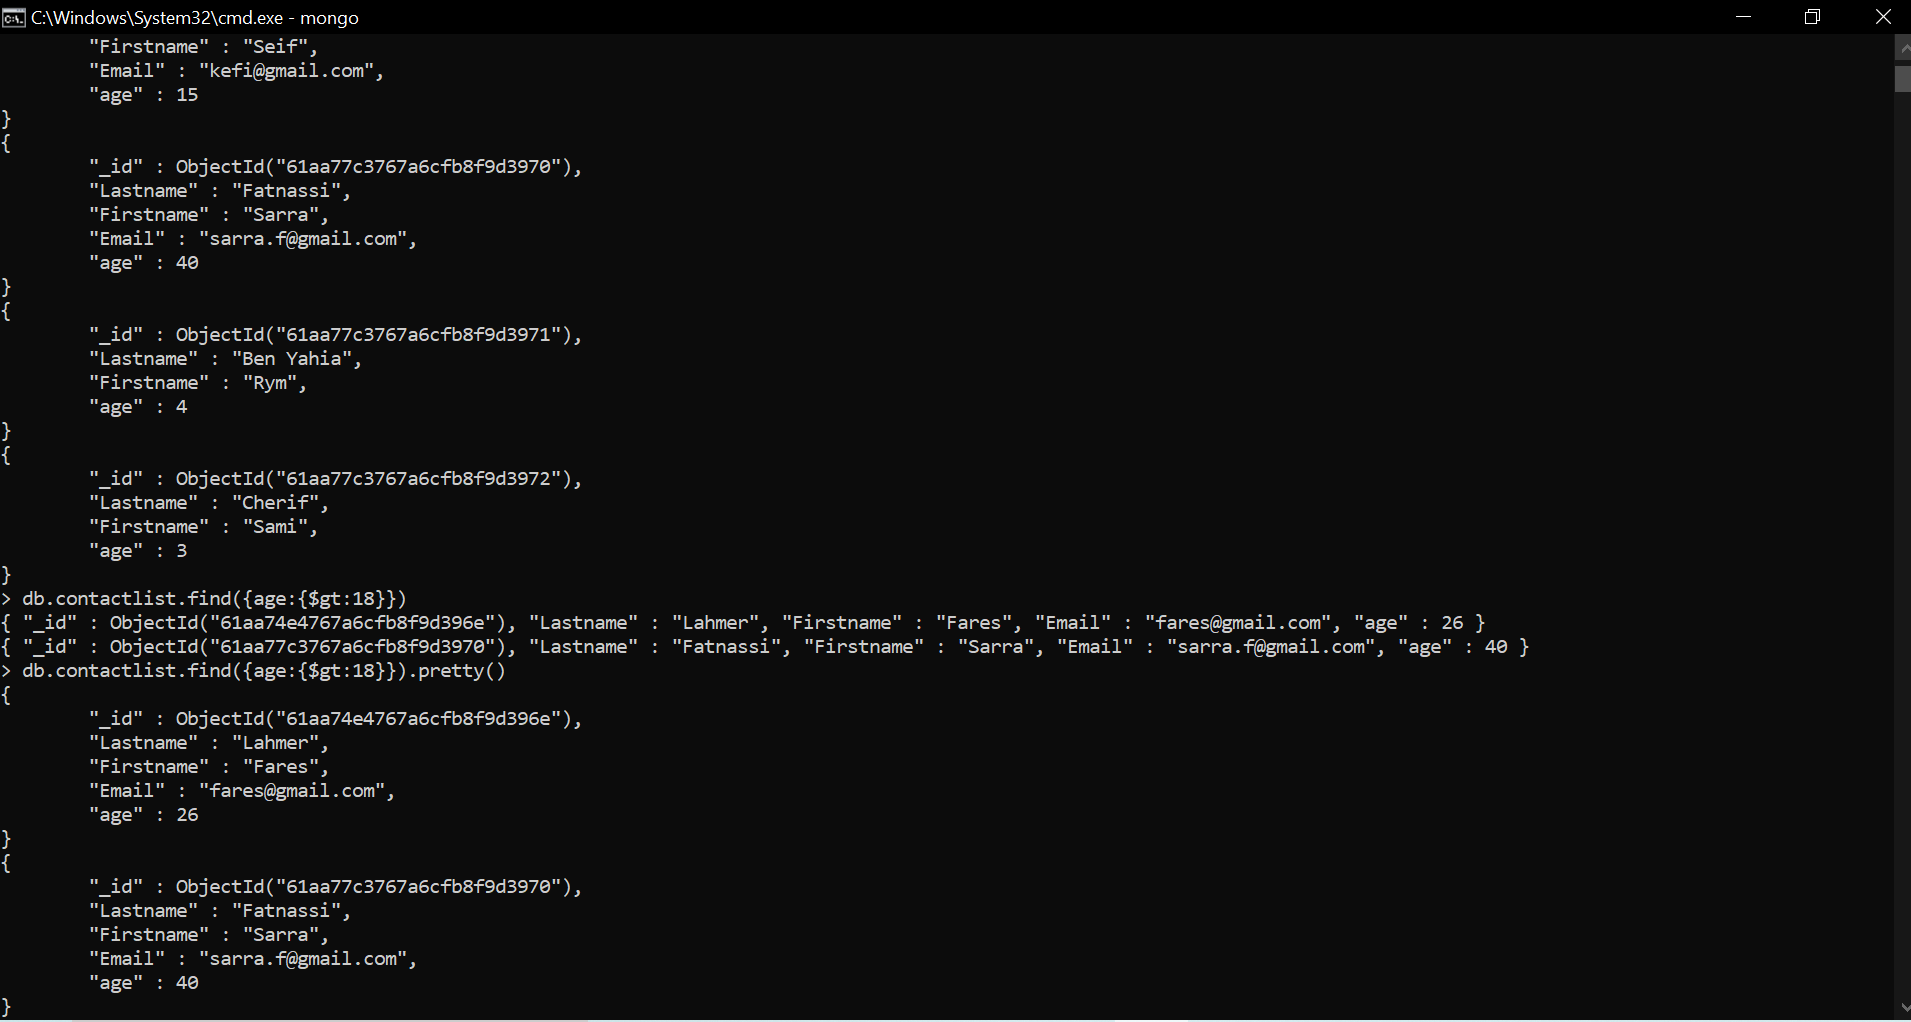 C:\Windows\System32\cmd.exe - mongo
        "Firstname" : "Seif",
        "Email" : "kefi@gmail.com",
        "age" : 15
}
{
        "_id" : ObjectId("61aa77c3767a6cfb8f9d3970"),
        "Lastname" : "Fatnassi",
        "Firstname" : "Sarra",
        "Email" : "sarra.f@gmail.com",
        "age" : 40
}
{
        "_id" : ObjectId("61aa77c3767a6cfb8f9d3971"),
        "Lastname" : "Ben Yahia",
        "Firstname" : "Rym",
        "age" : 4
}
{
        "_id" : ObjectId("61aa77c3767a6cfb8f9d3972"),
        "Lastname" : "Cherif",
        "Firstname" : "Sami",
        "age" : 3
}
> db.contactlist.find({age:{$gt:18}})
{ "_id" : ObjectId("61aa74e4767a6cfb8f9d396e"), "Lastname" : "Lahmer", "Firstname" : "Fares", "Email" : "fares@gmail.com", "age" : 26 }
{ "_id" : ObjectId("61aa77c3767a6cfb8f9d3970"), "Lastname" : "Fatnassi", "Firstname" : "Sarra", "Email" : "sarra.f@gmail.com", "age" : 40 }
> db.contactlist.find({age:{$gt:18}}).pretty()
{
        "_id" : ObjectId("61aa74e4767a6cfb8f9d396e"),
        "Lastname" : "Lahmer",
        "Firstname" : "Fares",
        "Email" : "fares@gmail.com",
        "age" : 26
}
{
        "_id" : ObjectId("61aa77c3767a6cfb8f9d3970"),
        "Lastname" : "Fatnassi",
        "Firstname" : "Sarra",
        "Email" : "sarra.f@gmail.com",
        "age" : 40
}